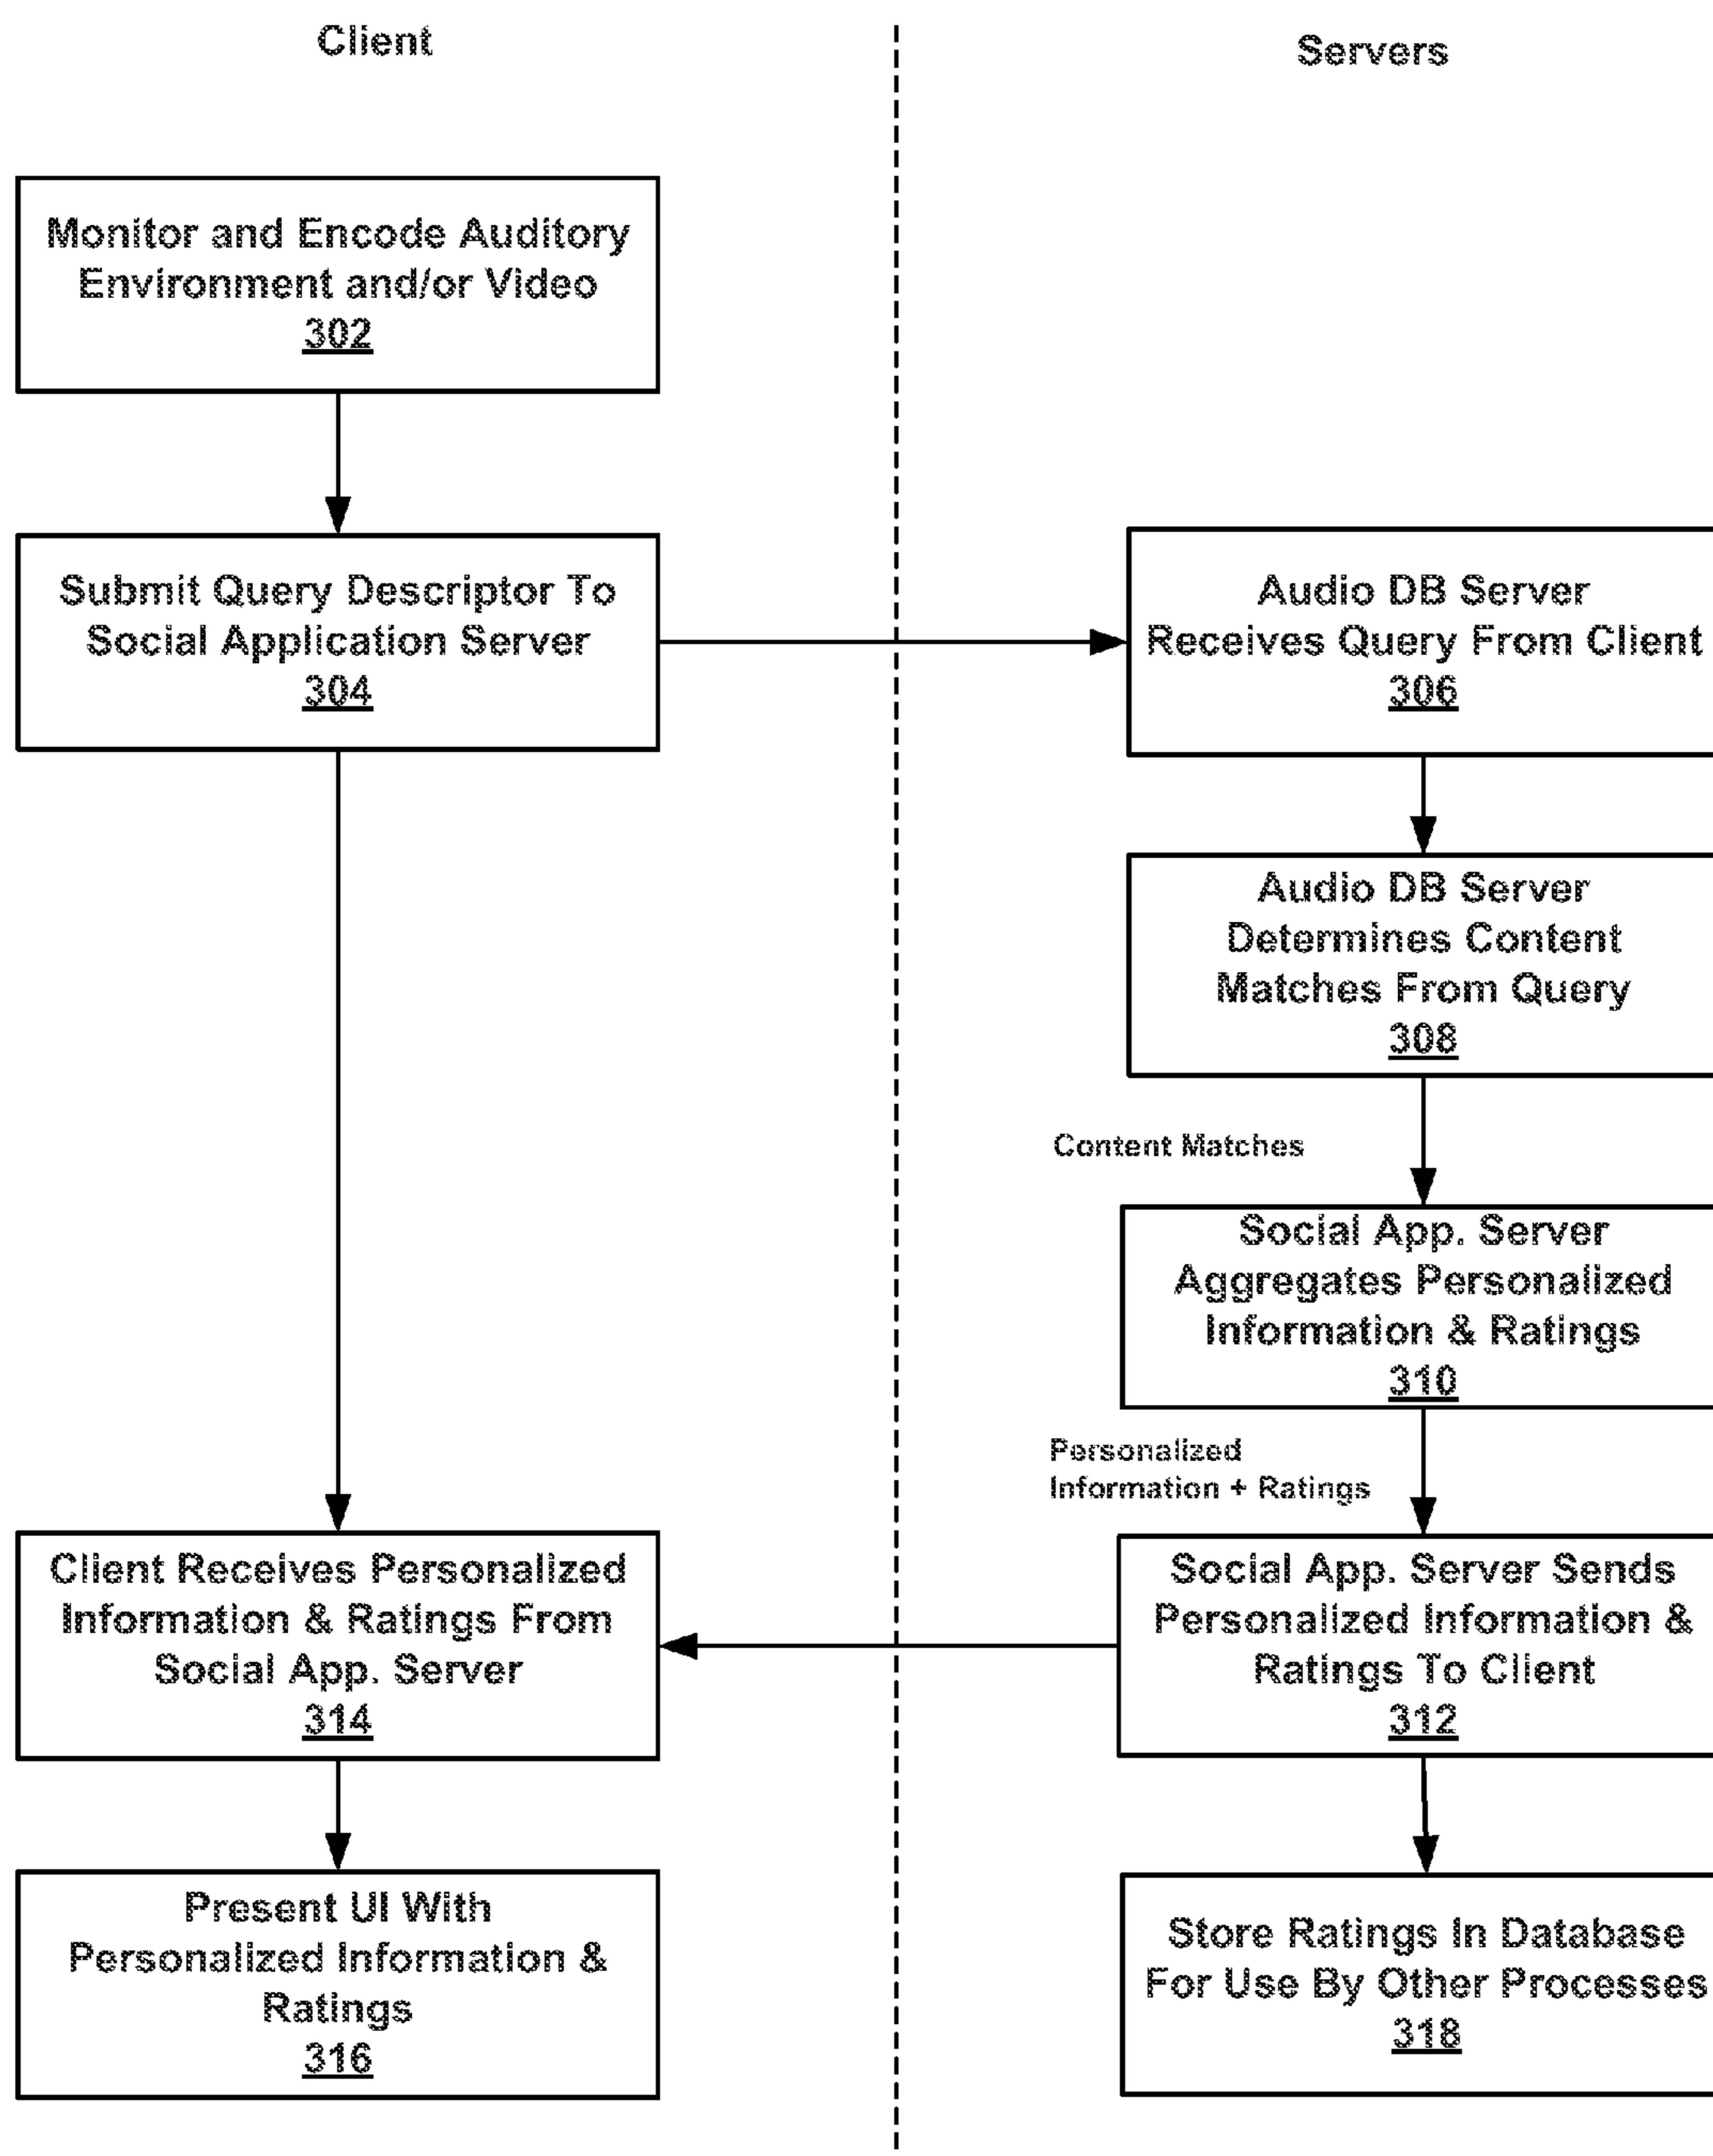 Client
Servers
Monitor and Encode Auditory
Environment and/or Video
302
Submit Query Descriptor To
Social Application Server
304
Audio DB Server
Receives Query From Client
306
Audio DB Server
Determines Content
Matches From Query
308
Content Matches
Social App. Server
Aggregates Personalized
Information & Ratings
310
Personalized
Information + Ratings
Client Receives Personalized
Information & Ratings From
Social App. Server
314
Social App. Server Sends
Personalized Information &
Ratings To Client
312
Present UI With
Personalized Information &
Ratings
316
Store Ratings In Database
For Use By Other Processes
318